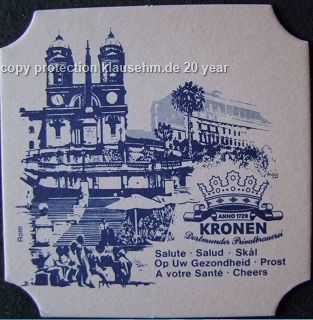 copy protection klausehm.de 20 year
Rom
ANNO 1729
KRONEN
Dortmunder Privatbrauerei
Salute · Salud · Skål
Op Uw Gezondheid · Prost
A votre Santé · Cheers